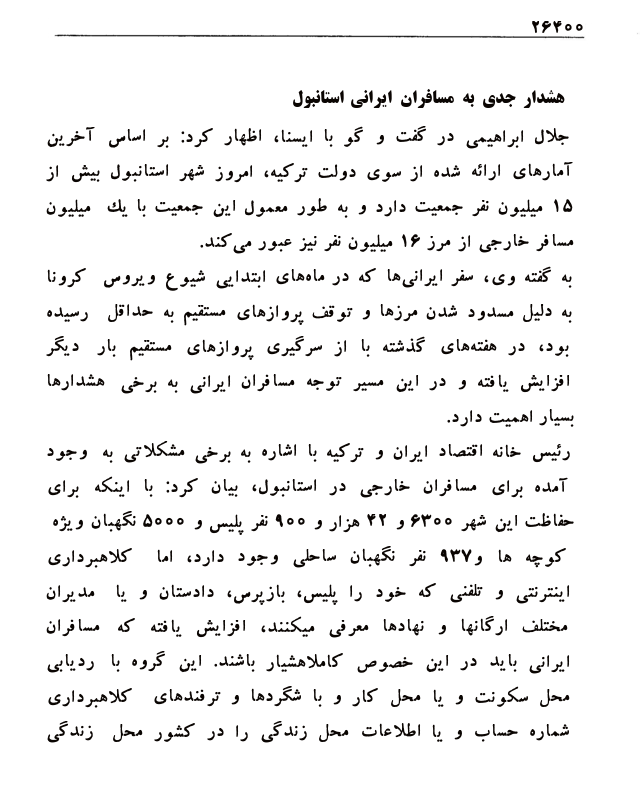 ۲۶۴۰۰
هشدار جدی به مسافران ایرانی استانبول
جلال ابراهیمی در گفت و گو با ایسنا، اظهار کرد: بر اساس آخرین
آمارهای ارائه شده از سوی دولت ترکیه، امروز شهر استانبول بیش از
۱۵ میلیون نفر جمعیت دارد و به طور معمول این جمعیت با یك میلیون
مسافر خارجی از مرز ۱۶ میلیون نفر نیز عبور می‌کند.
به گفته وی، سفر ایرانی‌ها که در ماه‌های ابتدایی شیوع ویروس کرونا
به دلیل مسدود شدن مرزها و توقف پروازهای مستقیم به حداقل رسیده
بود، در هفته‌های گذشته با از سرگیری پروازهای مستقیم بار دیگر
افزایش یافته و در این مسیر توجه مسافران ایرانی به برخی هشدارها
بسیار اهمیت دارد.
رئیس خانه اقتصاد ایران و ترکیه با اشاره به برخی مشکلاتی به وجود
آمده برای مسافران خارجی در استانبول، بیان کرد: با اینکه برای
حفاظت این شهر ۶۳۰۰ و ۴۲ هزار و ۹۰۰ نفر پلیس و ۵۰۰۰ نگهبان ویژه
کوچه ها و۹۳۷ نفر نگهبان ساحلی وجود دارد، اما کلاهبرداری
اینترنتی و تلفنی که خود را پلیس، بازپرس، دادستان و یا مدیران
مختلف ارگانها و نهادها معرفی میکنند، افزایش یافته که مسافران
ایرانی باید در این خصوص کاملاهشیار باشند. این گروه با ردیابی
محل سکونت و یا محل کار و با شگردها و ترفندهای کلاهبرداری
شماره حساب و یا اطلاعات محل زندگی را در کشور محل زندگی